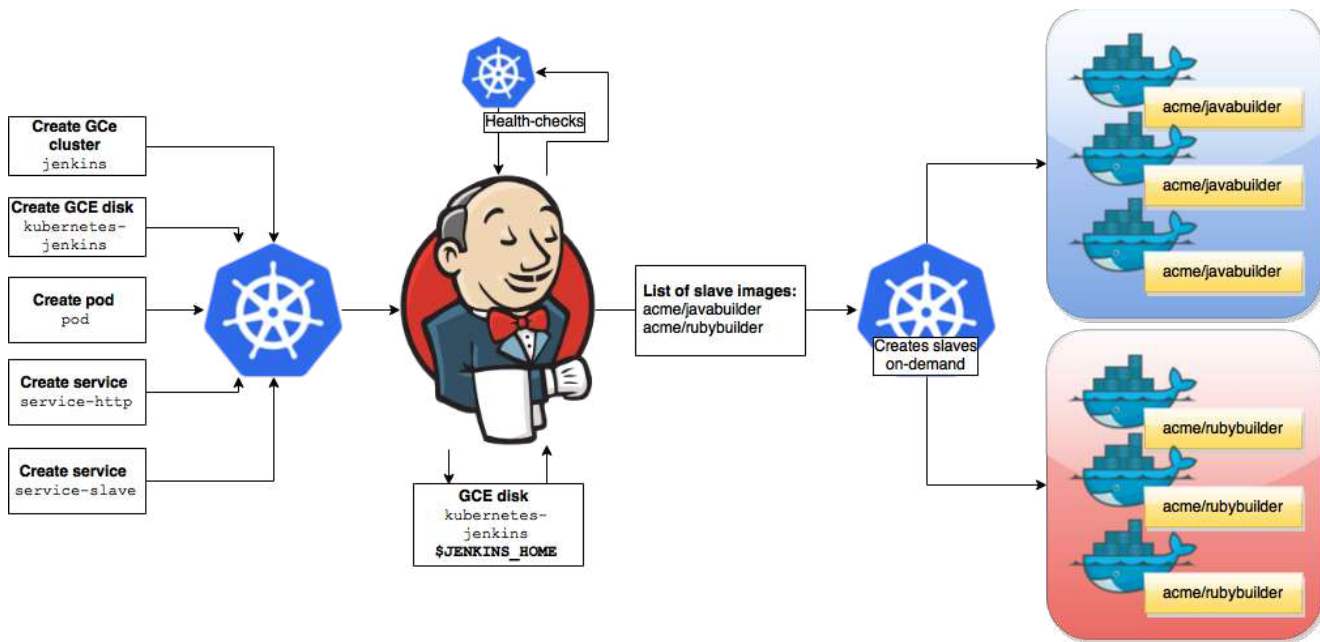 Create GCe
cluster
jenkins
Create GCE disk
kubernetes-
jenkins
Create pod
pod
Create service
service-http
Create service
service-slave
Health-checks
GCE disk
kubernetes-
jenkins
$JENKINS_HOME
List of slave images:
acme/javabuilder
acme/rubybuilder
Creates slaves
on-demand
acme/javabuilder
acme/javabuilder
acme/javabuilder
acme/rubybuilder
acme/rubybuilder
acme/rubybuilder